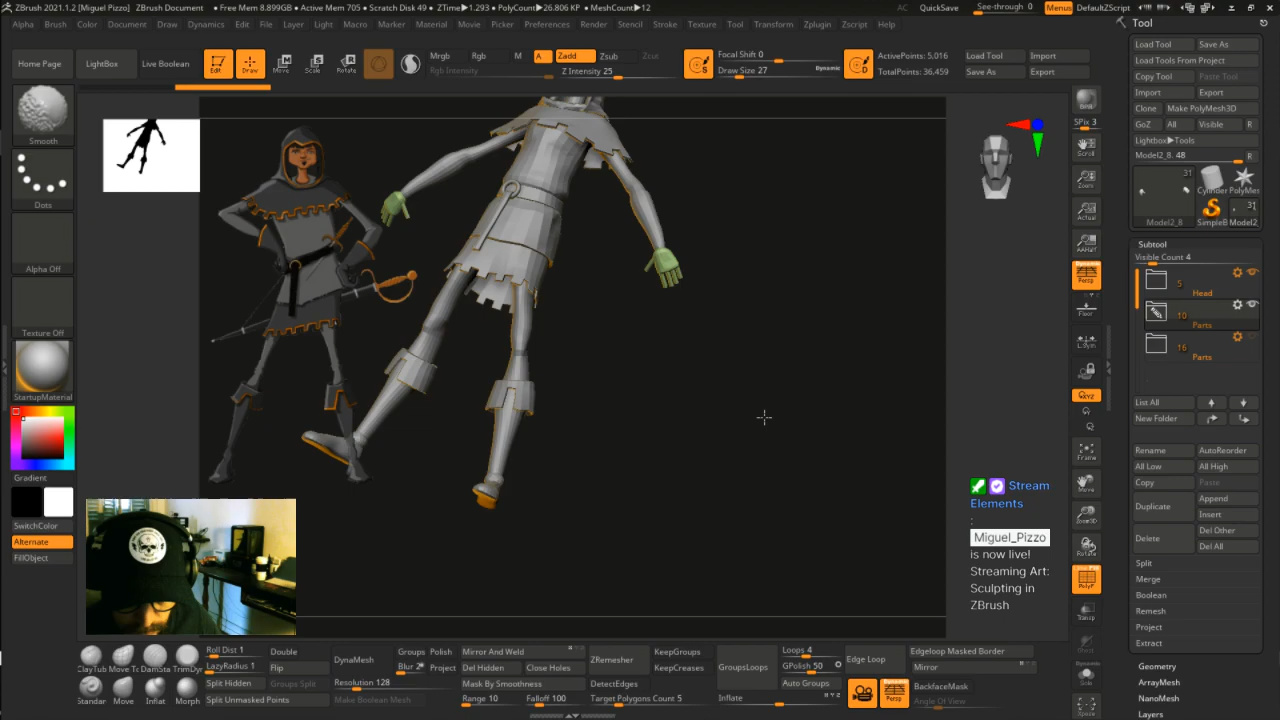 ZBrush 2021.1.2 [Miguel Pizzo]
ZBrush Document
• Free Mem 8.899GB • Active Mem 705 • Scratch Disk 49 • ZTime▶1.293 • PolyCount▶26.806 KP • MeshCount▶12
AC
QuickSave
See-through 0
Menus
DefaultZScript
Alpha
Brush
Color
Document
Draw
Dynamics
Edit
File
Layer
Light
Macro
Marker
Material
Movie
Picker
Preferences
Render
Stencil
Stroke
Texture
Tool
Transform
Zplugin
Zscript
Help
Home Page
LightBox
Live Boolean
Edit
Draw
Move
Scale
Rotate
Mrgb
Rgb
M
Rgb Intensity
A
Zadd
Zsub
Zcut
Z Intensity 25
Focal Shift 0
Draw Size 27
Dynamic
ActivePoints: 5,016
TotalPoints: 36,459
Load Tool
Import
Save As
Export
Smooth
Dots
Alpha Off
Texture Off
StartupMaterial
Gradient
SwitchColor
Alternate
FillObject
SPix 3
Scroll
Zoom
Actual
AAHalf
Dynamic
Persp
Floor
L.Sym
XYZ
Frame
Move
Zoom3D
Rotate
PolyF
Transp
Ghost
Dynamic
Xpose
Tool
Load Tool
Save As
Load Tools From Project
Copy Tool
Paste Tool
Import
Export
Clone
Make PolyMesh3D
GoZ
All
Visible
R
Lightbox▶Tools
Model2_8. 48
R
31
Cylinder
PolyMes
31
Model2_8
SimpleB
Model2_
Subtool
Visible Count 4
5
Head
10
Parts
16
Parts
List All
New Folder
Rename
AutoReorder
All Low
All High
Copy
Paste
Duplicate
Append
Insert
Delete
Del Other
Del All
Split
Merge
Boolean
Remesh
Project
Extract
Geometry
ArrayMesh
NanoMesh
Layers
Stream
Elements
:
Miguel_Pizzo
is now live!
Streaming Art:
Sculpting in
ZBrush
ClayTub
Move To
DamSta
TrimDyr
Standar
Move
Inflat
Morph
Roll Dist 1
LazyRadius 1
Split Hidden
Split Unmasked Points
Double
Flip
Groups Split
DynaMesh
Resolution 128
Make Boolean Mesh
Groups
Polish
Blur 2
Project
Mirror And Weld
Del Hidden
Close Holes
Mask By Smoothness
Range 10
Falloff 100
ZRemesher
KeepGroups
KeepCreases
DetectEdges
Target Polygons Count 5
GroupsLoops
Inflate
Loops 4
GPolish 50
Auto Groups
Edge Loop
Persp
Edgeloop Masked Border
Mirror
BackfaceMask
Angle Of View